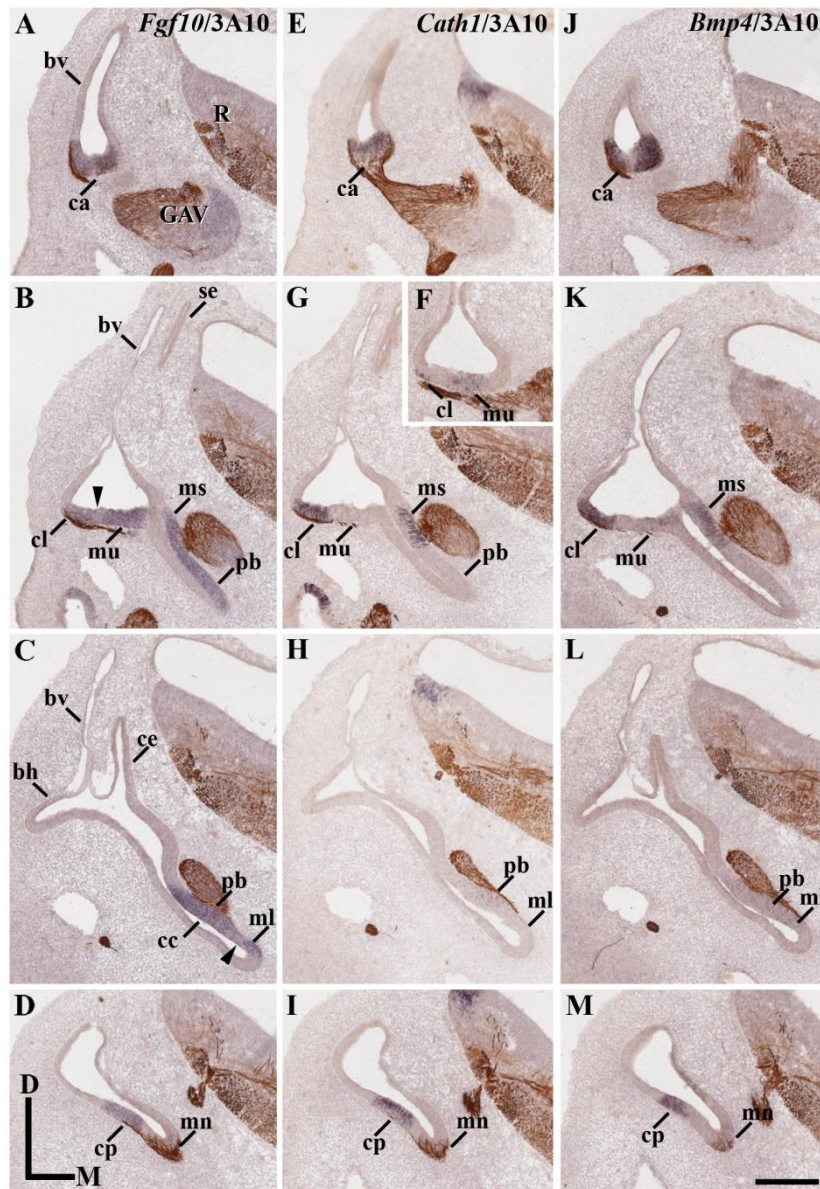 A Fgf10/3A10
bv
R
ca
GAV
E Cath1/3A10
ca
J Bmp4/3A10
ca
B
bv
se
ms
cl
mu
pb
G
F
cl
mu
ms
cl
mu
pb
K
ms
cl
mu
C
bv
ce
bh
pb
cc
ml
H
pb
ml
L
pb
m
D
D
cp
mn
M
I
cp
mn
M
cp
mn